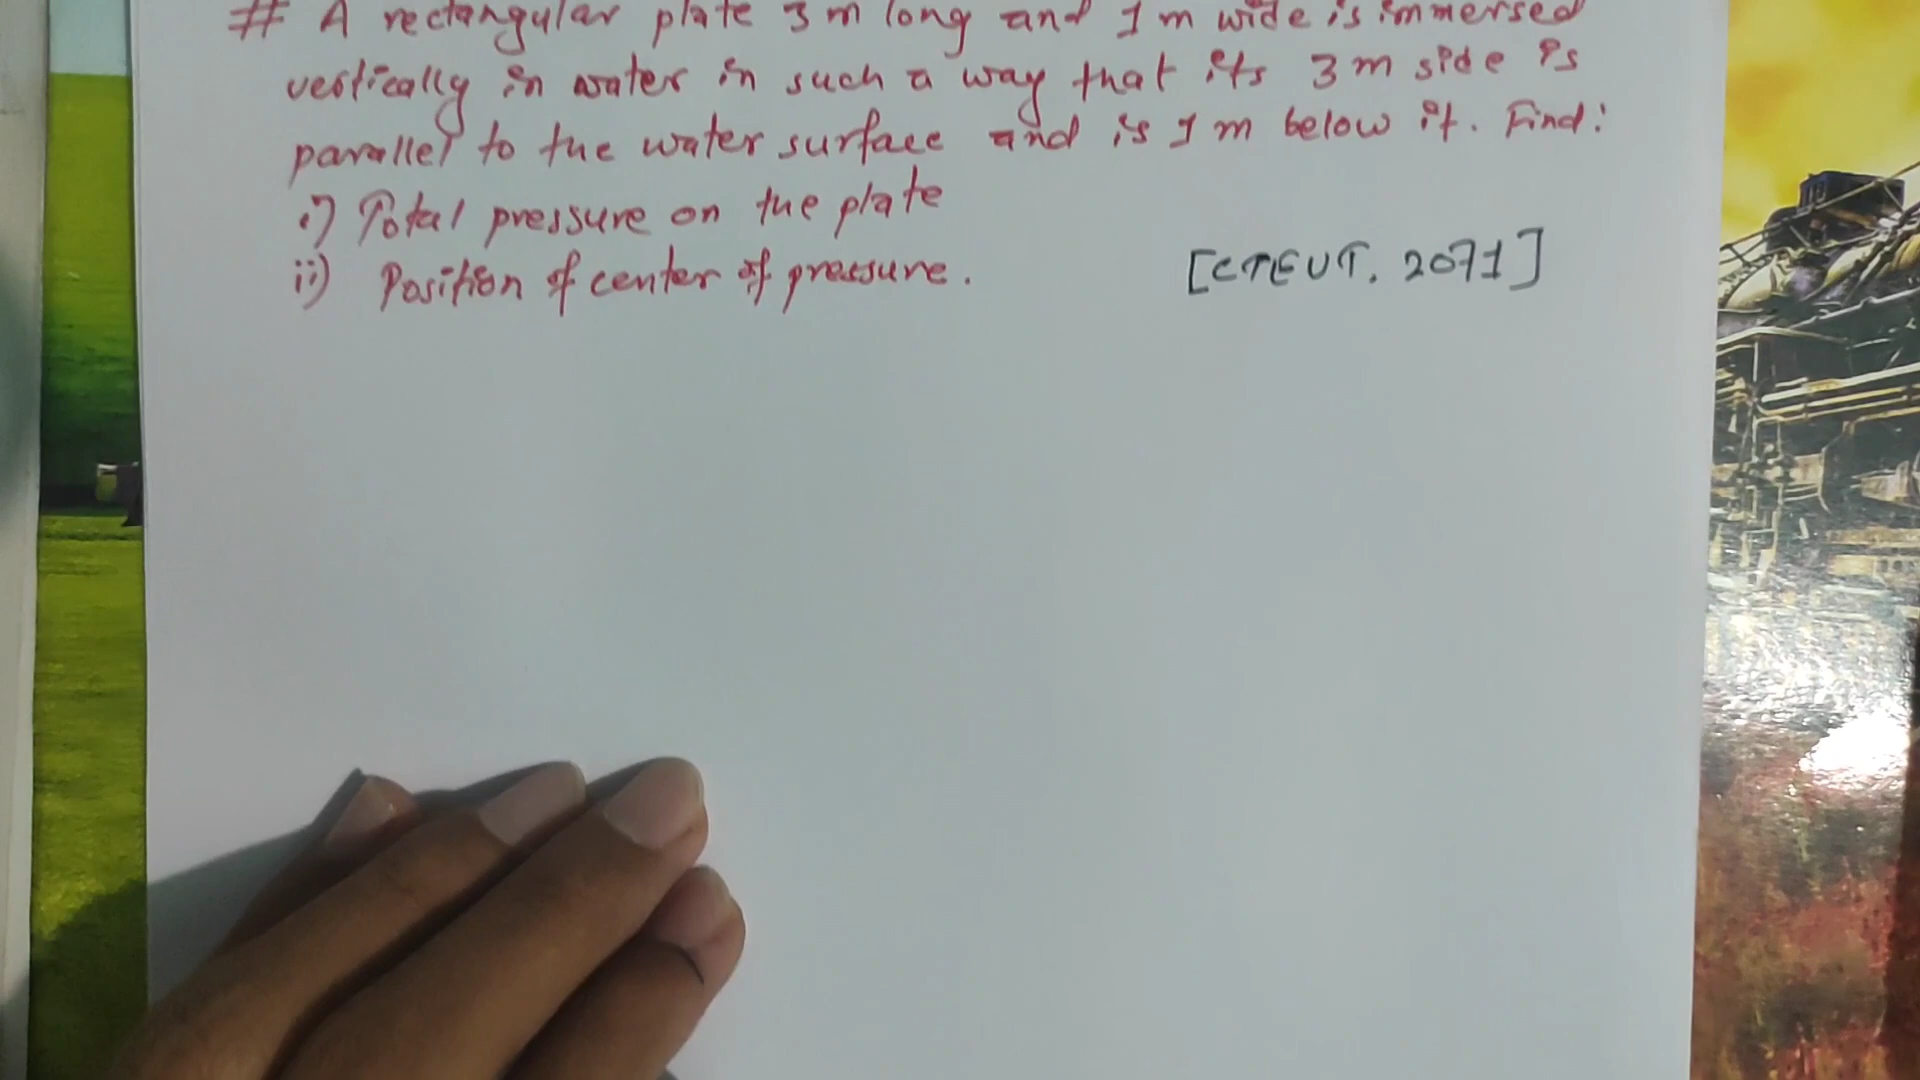 # A rectangular plate 3 m long and 1 m wide is immersed
vertically in water in such a way that its 3 m side is
parallel to the water surface and is 1 m below it. Find:
i) Total pressure on the plate
ii) Position of center of pressure.
[CTEVT. 2071]